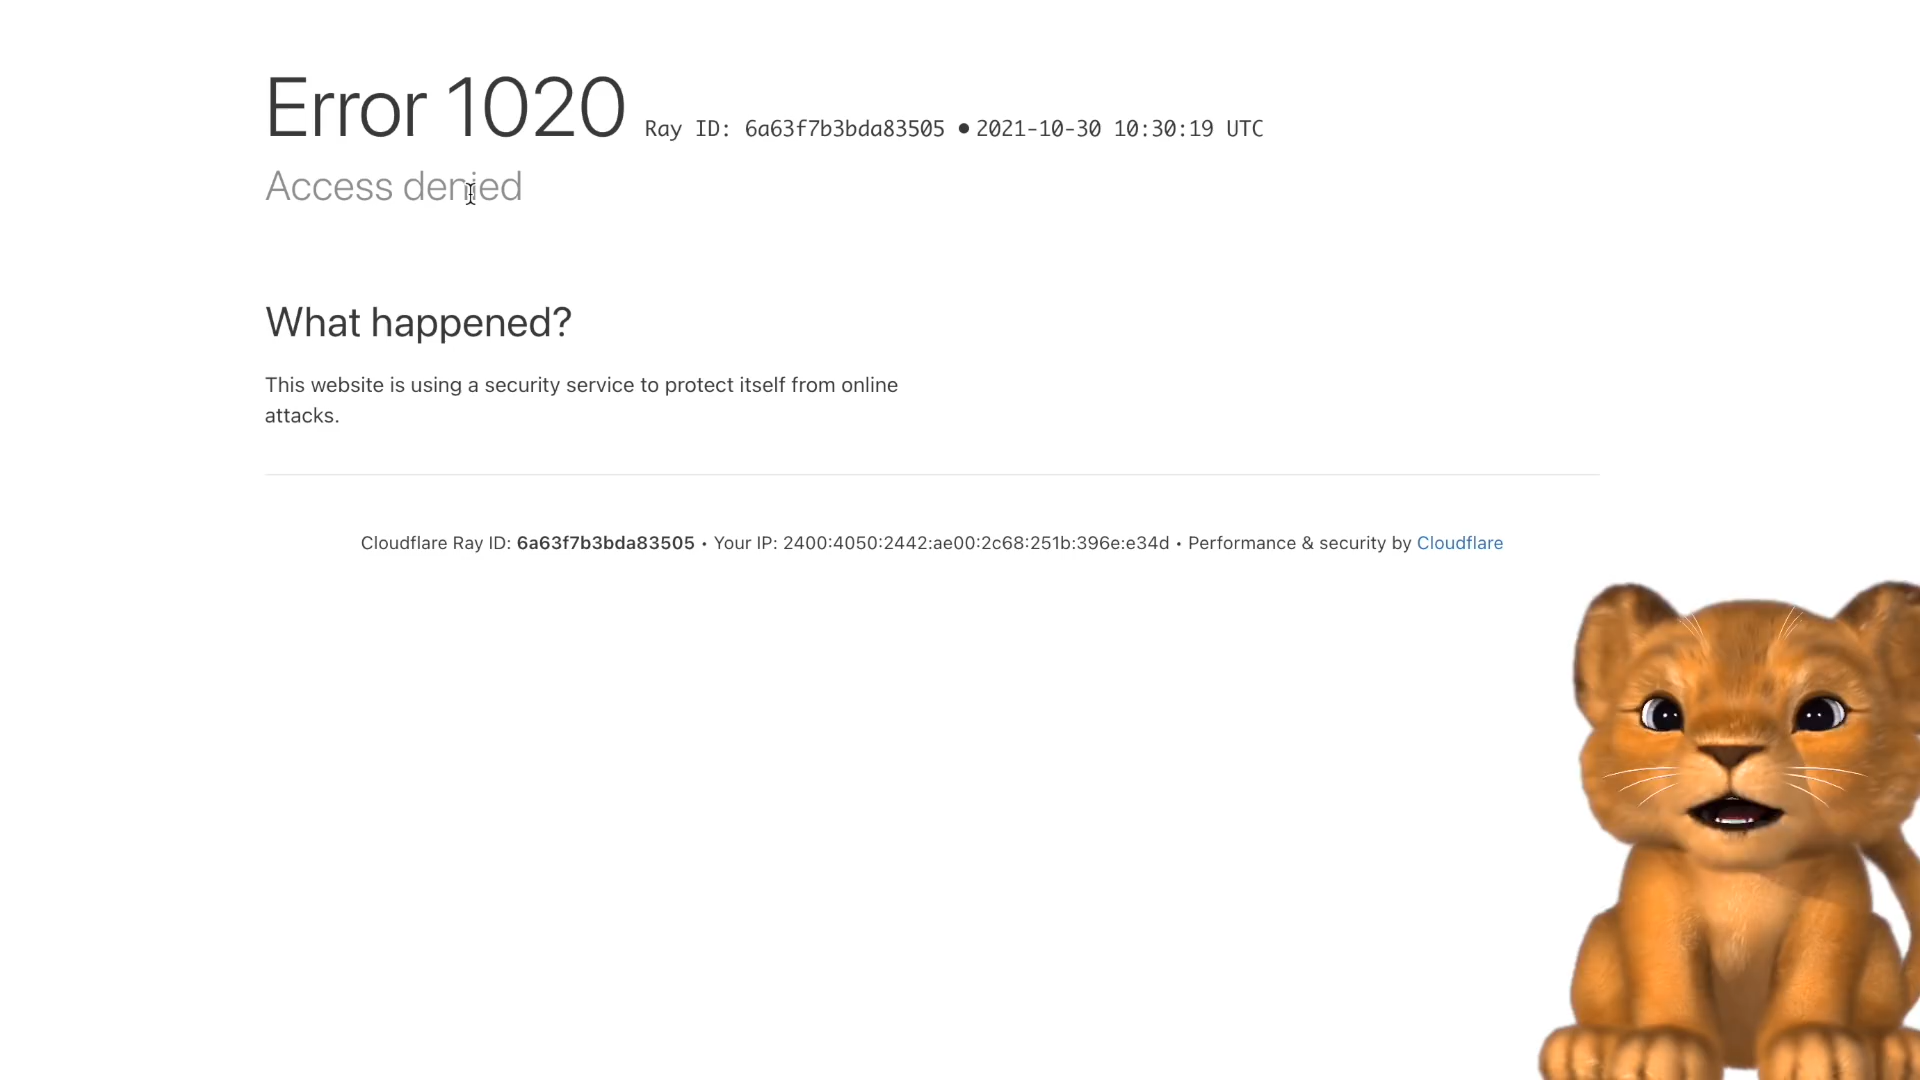 Error 1020 Ray ID: 6a63f7b3bda83505 • 2021-10-30 10:30:19 UTC
Access denied
What happened?
This website is using a security service to protect itself from online
attacks.
Cloudflare Ray ID: 6a63f7b3bda83505 • Your IP: 2400:4050:2442:ae00:2c68:251b:396e:e34d • Performance & security by Cloudflare